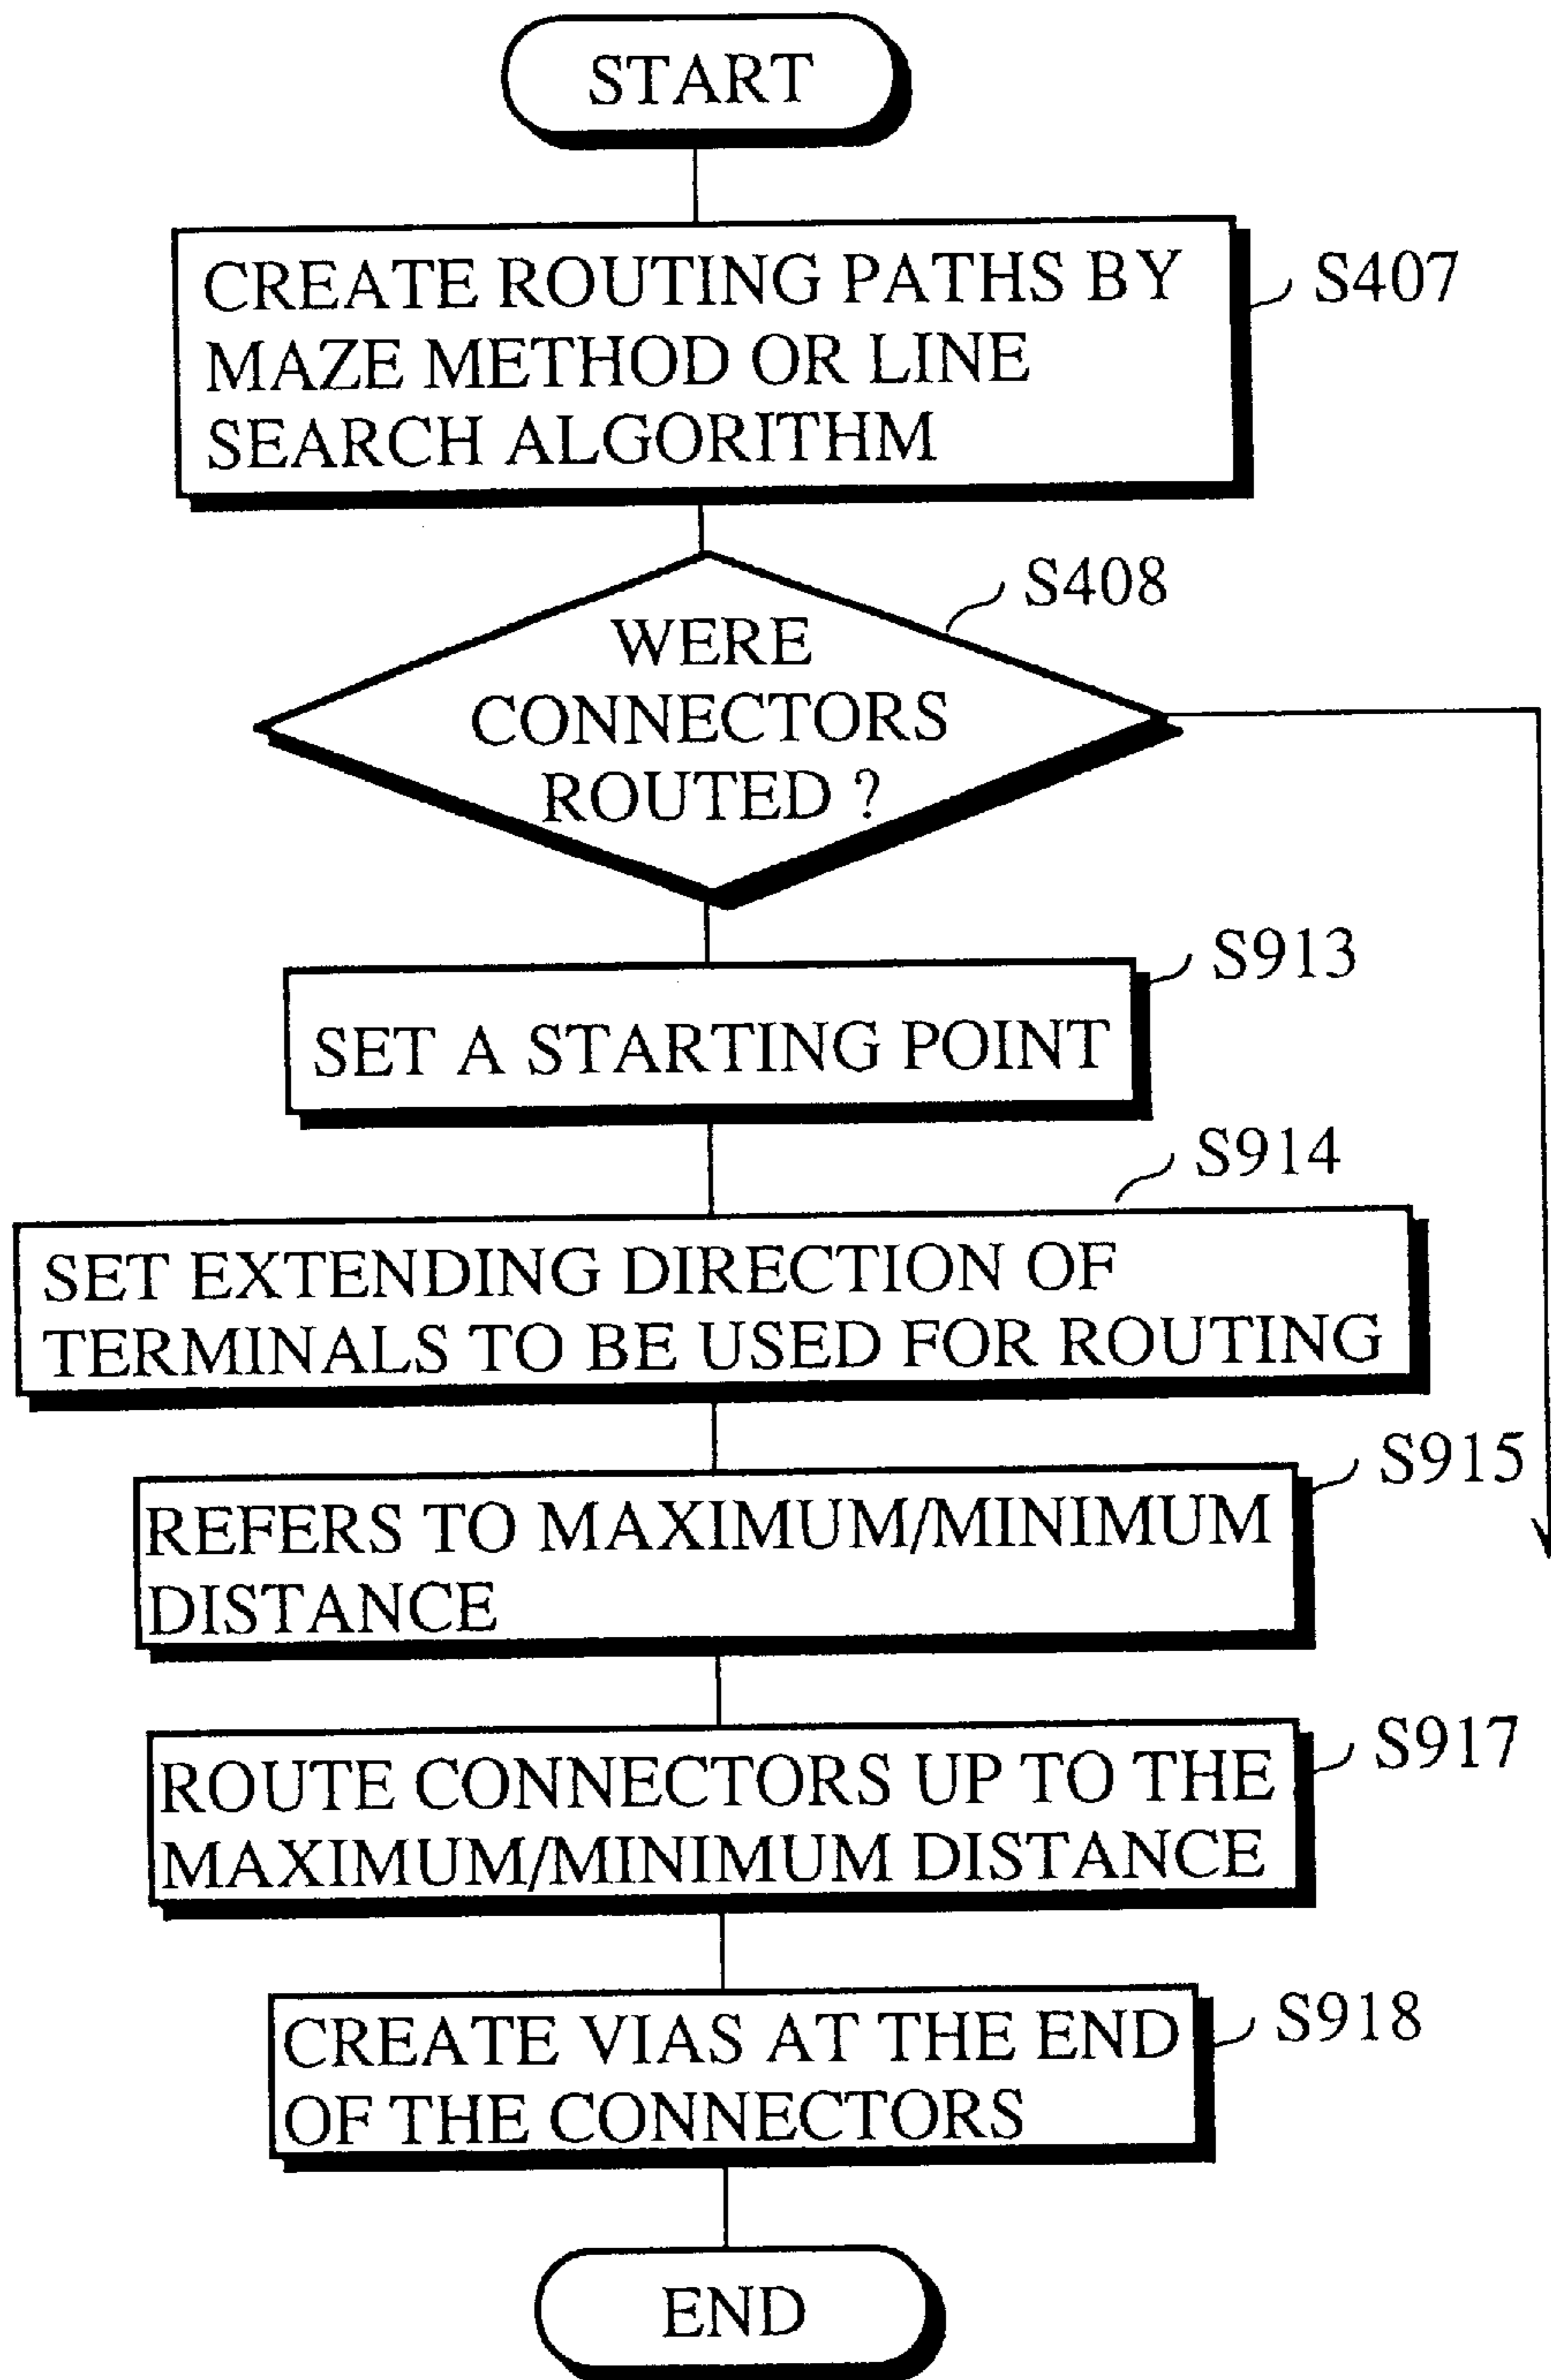 START
CREATE ROUTING PATHS BY
MAZE METHOD OR LINE
SEARCH ALGORITHM
S407
S408
WERE
CONNECTORS
ROUTED ?
S913
SET A STARTING POINT
S914
SET EXTENDING DIRECTION OF
TERMINALS TO BE USED FOR ROUTING
S915
REFERS TO MAXIMUM/MINIMUM
DISTANCE
S917
ROUTE CONNECTORS UP TO THE
MAXIMUM/MINIMUM DISTANCE
S918
CREATE VIAS AT THE END
OF THE CONNECTORS
END